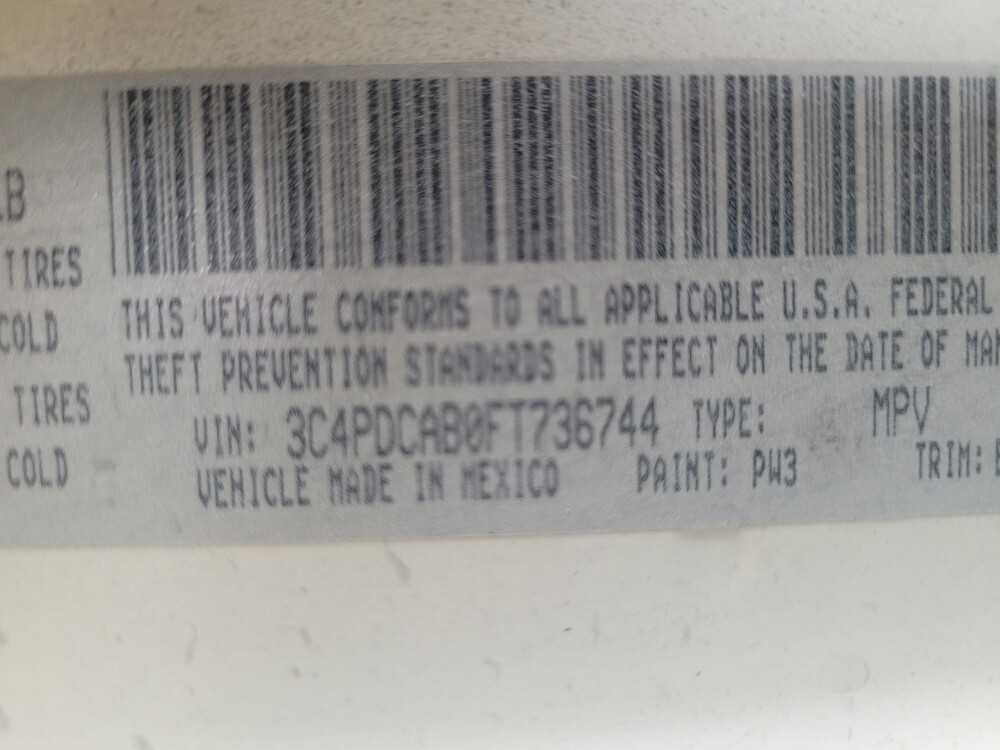 LB
TIRES
COLD
TIRES
COLD
THIS VEHICLE CONFORMS TO ALL APPLICABLE U.S.A. FEDERAL
THEFT PREVENTION STANDARDS IN EFFECT ON THE DATE OF MAN
VIN: 3C4PDCAB0FT736744 TYPE: MPV
VEHICLE MADE IN MEXICO PAINT: PW3 TRIM: